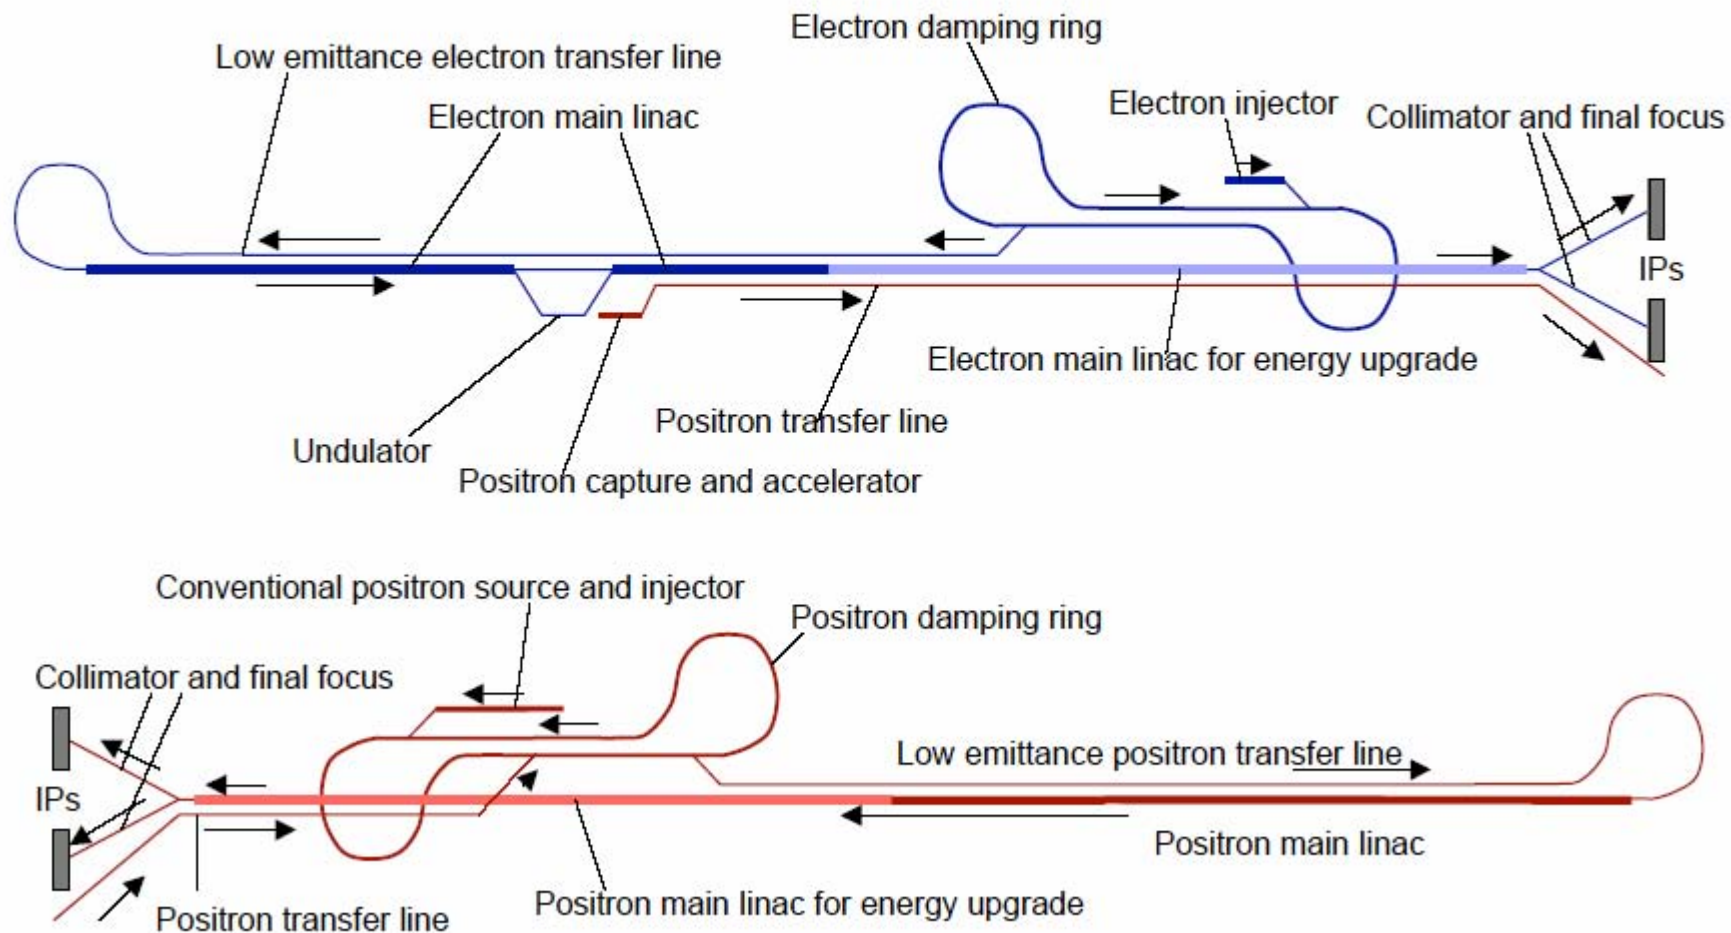 Electron damping ring
Low emittance electron transfer line
Electron injector
Electron main linac
Collimator and final focus
IPs
Electron main linac for energy upgrade
Positron transfer line
Undulator
Positron capture and accelerator
Conventional positron source and injector
Positron damping ring
Collimator and final focus
Low emittance positron transfer line
IPs
Positron main linac
Positron main linac for energy upgrade
Positron transfer line